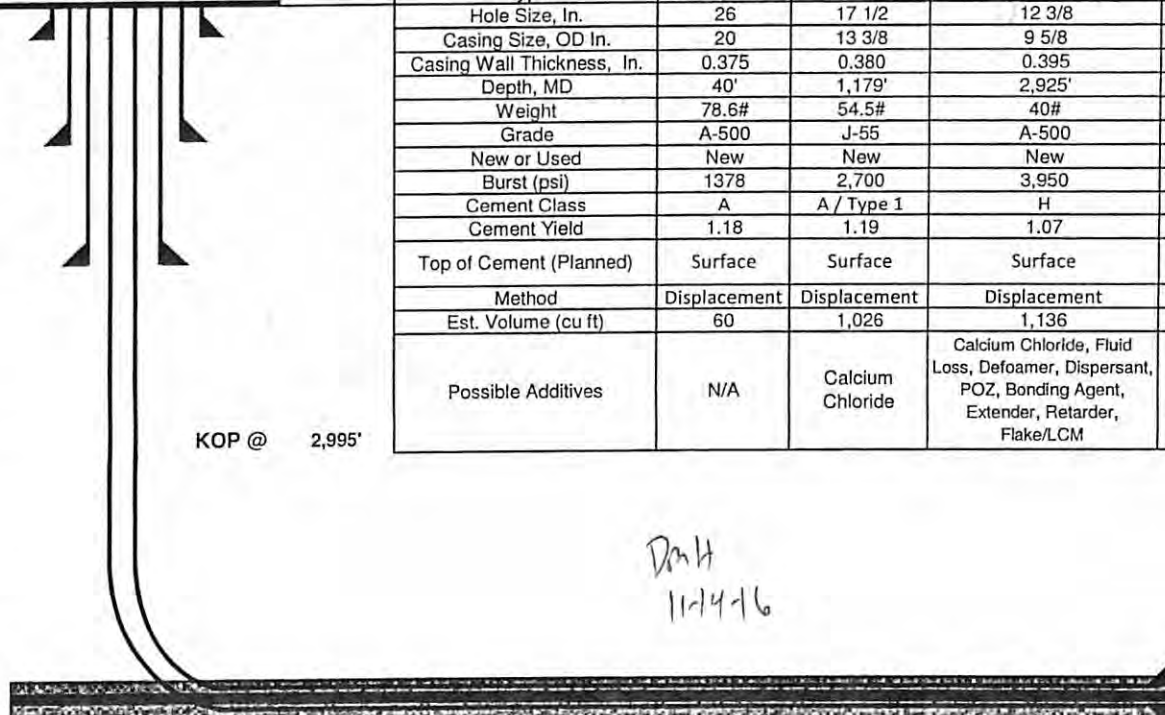 Hole Size, In. 26 17 1/2 12 3/8
Casing Size, OD In. 20 13 3/8 9 5/8
Casing Wall Thickness, In. 0.375 0.380 0.395
Depth, MD 40' 1,179' 2,925'
Weight 78.6# 54.5# 40#
Grade A-500 J-55 A-500
New or Used New New New
Burst (psi) 1378 2,700 3,950
Cement Class A A / Type 1 H
Cement Yield 1.18 1.19 1.07
Top of Cement (Planned) Surface Surface Surface
Method Displacement Displacement Displacement
Est. Volume (cu ft) 60 1,026 1,136
Possible Additives N/A Calcium Chloride Calcium Chloride, Fluid
Loss, Defoamer, Dispersant,
POZ, Bonding Agent,
Extender, Retarder,
Flake/LCM
KOP @ 2,995'
11-14-16